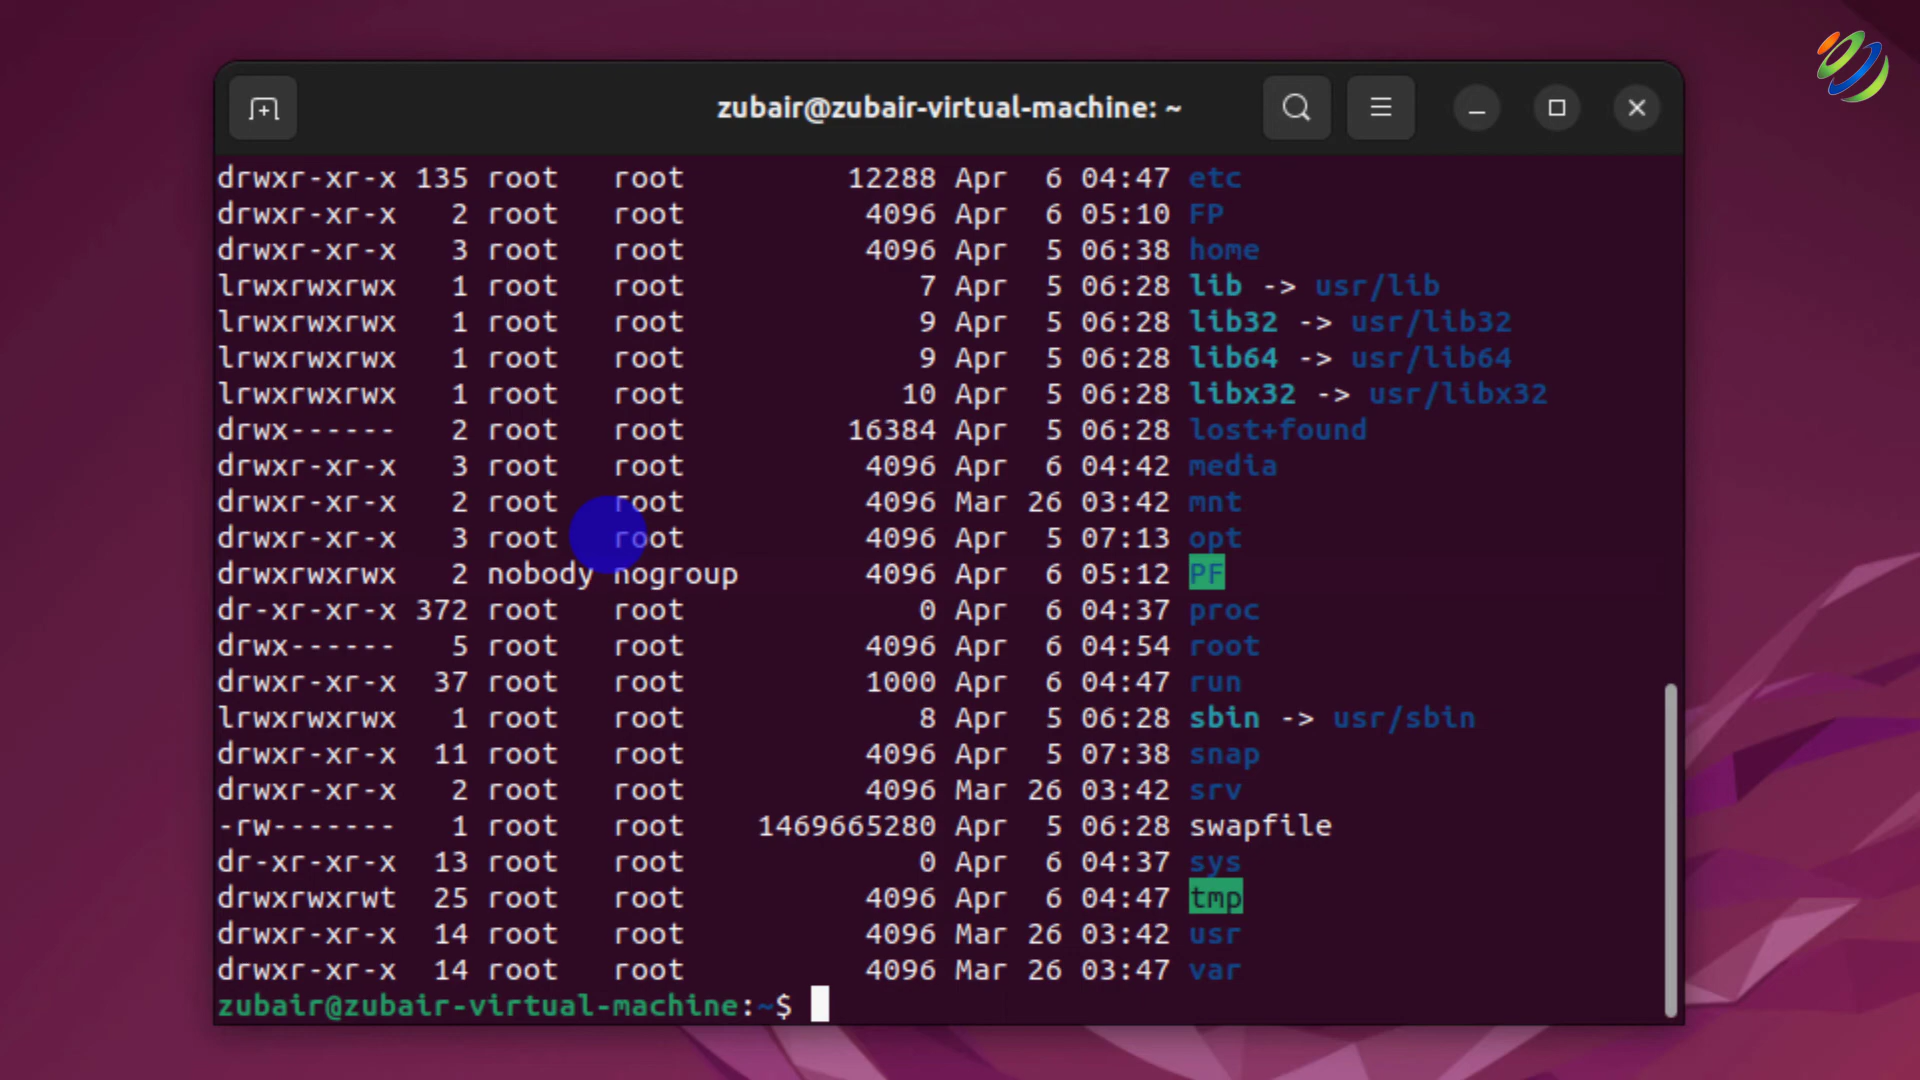 zubair@zubair-virtual-machine: ~
drwxr-xr-x 135 root   root         12288 Apr  6 04:47 etc
drwxr-xr-x   2 root   root          4096 Apr  6 05:10 FP
drwxr-xr-x   3 root   root          4096 Apr  5 06:38 home
lrwxrwxrwx   1 root   root             7 Apr  5 06:28 lib -> usr/lib
lrwxrwxrwx   1 root   root             9 Apr  5 06:28 lib32 -> usr/lib32
lrwxrwxrwx   1 root   root             9 Apr  5 06:28 lib64 -> usr/lib64
lrwxrwxrwx   1 root   root            10 Apr  5 06:28 libx32 -> usr/libx32
drwx------   2 root   root         16384 Apr  5 06:28 lost+found
drwxr-xr-x   3 root   root          4096 Apr  6 04:42 media
drwxr-xr-x   2 root   root          4096 Mar 26 03:42 mnt
drwxr-xr-x   3 root   root          4096 Apr  5 07:13 opt
drwxrwxrwx   2 nobody nogroup       4096 Apr  6 05:12 PF
dr-xr-xr-x 372 root   root             0 Apr  6 04:37 proc
drwx------   5 root   root          4096 Apr  6 04:54 root
drwxr-xr-x  37 root   root          1000 Apr  6 04:47 run
lrwxrwxrwx   1 root   root             8 Apr  5 06:28 sbin -> usr/sbin
drwxr-xr-x  11 root   root          4096 Apr  5 07:38 snap
drwxr-xr-x   2 root   root          4096 Mar 26 03:42 srv
-rw-------   1 root   root    1469665280 Apr  5 06:28 swapfile
dr-xr-xr-x  13 root   root             0 Apr  6 04:37 sys
drwxrwxrwt  25 root   root          4096 Apr  6 04:47 tmp
drwxr-xr-x  14 root   root          4096 Mar 26 03:42 usr
drwxr-xr-x  14 root   root          4096 Mar 26 03:47 var
zubair@zubair-virtual-machine:~$